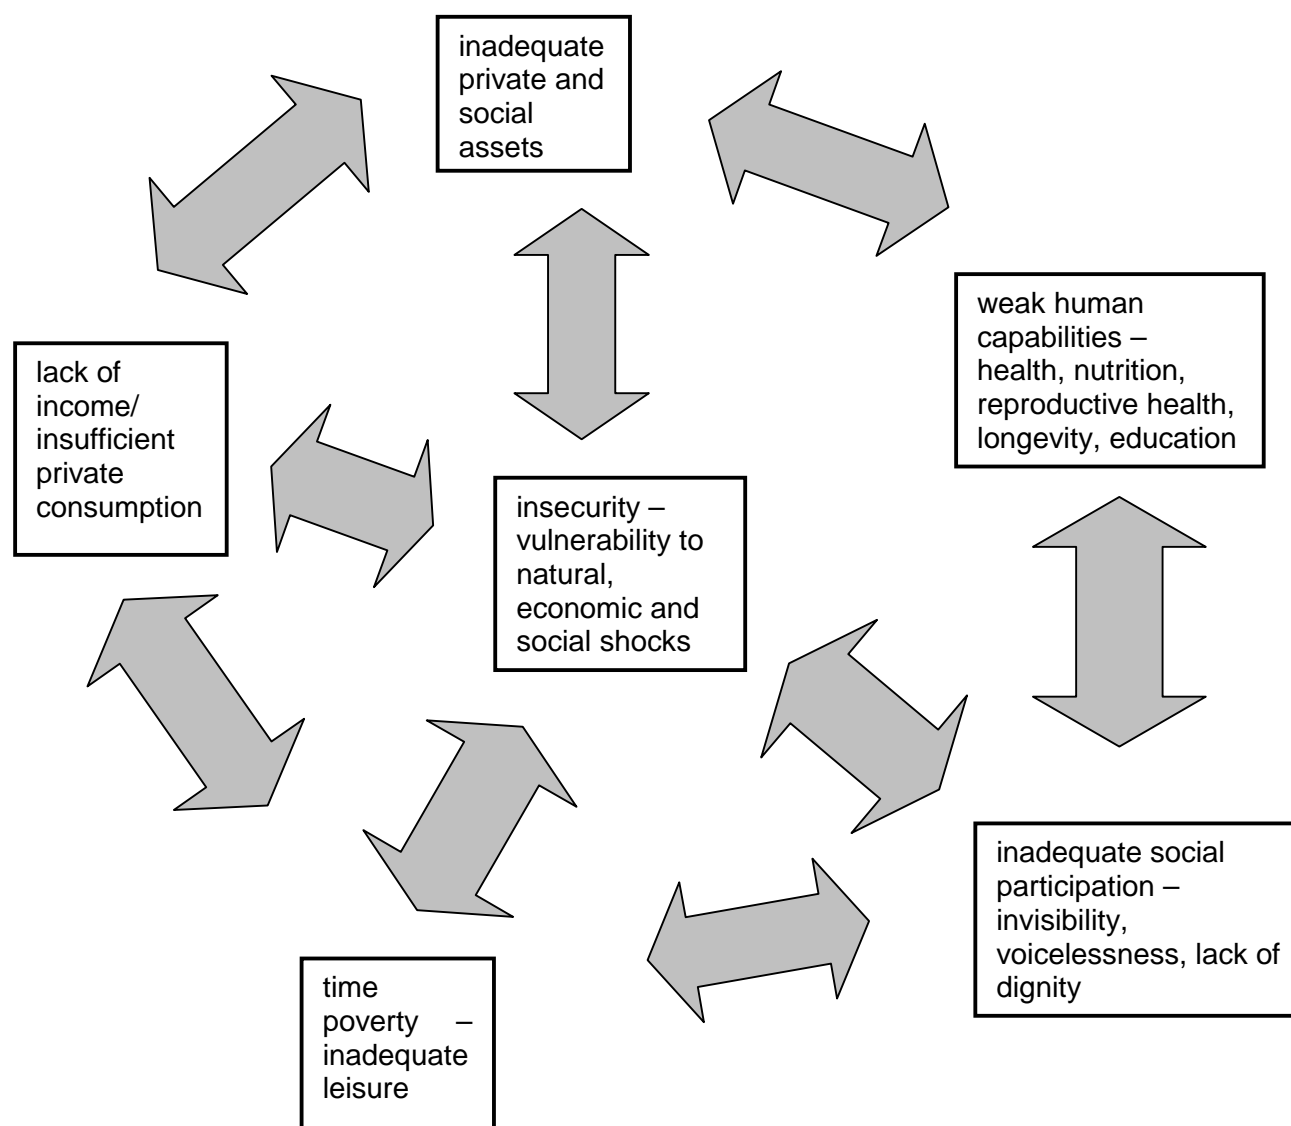 inadequate
private and
social
assets
weak human
capabilities –
health, nutrition,
reproductive health,
longevity, education
lack of
income/
insufficient
private
consumption
insecurity –
vulnerability to
natural,
economic and
social shocks
inadequate social
participation –
invisibility,
voicelessness, lack of
dignity
time
poverty –
inadequate
leisure